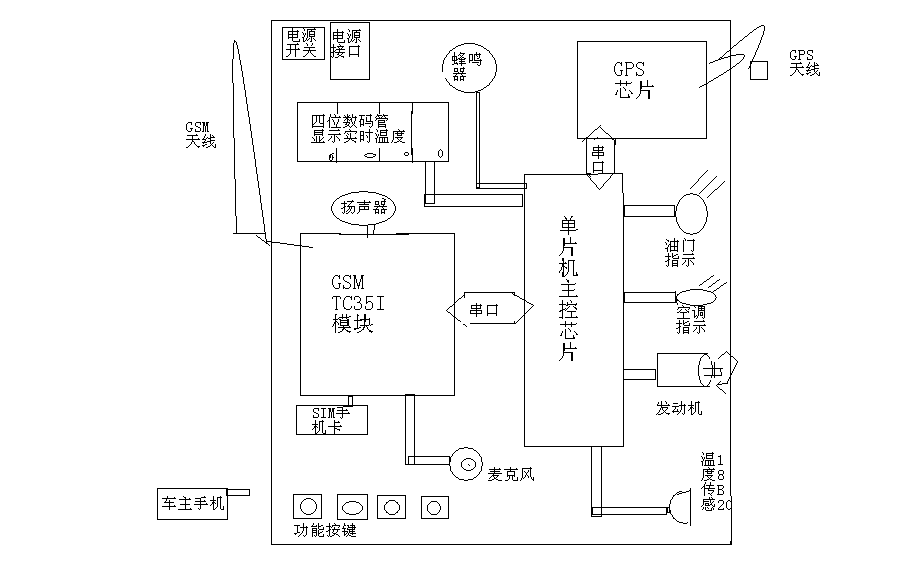 电源
开关
电源
接口
蜂鸣
器
GPS
芯片
GPS
天线
GSM
天线
四位数码管
显示实时温度
串
口
扬声器
单
片
机
主
控
芯
片
油门
指示
GSM
TC35I
模块
串口
空调
指示
发动机
SIM手
机卡
麦克风
温1
度8
传B
感20
车主手机
功能按键